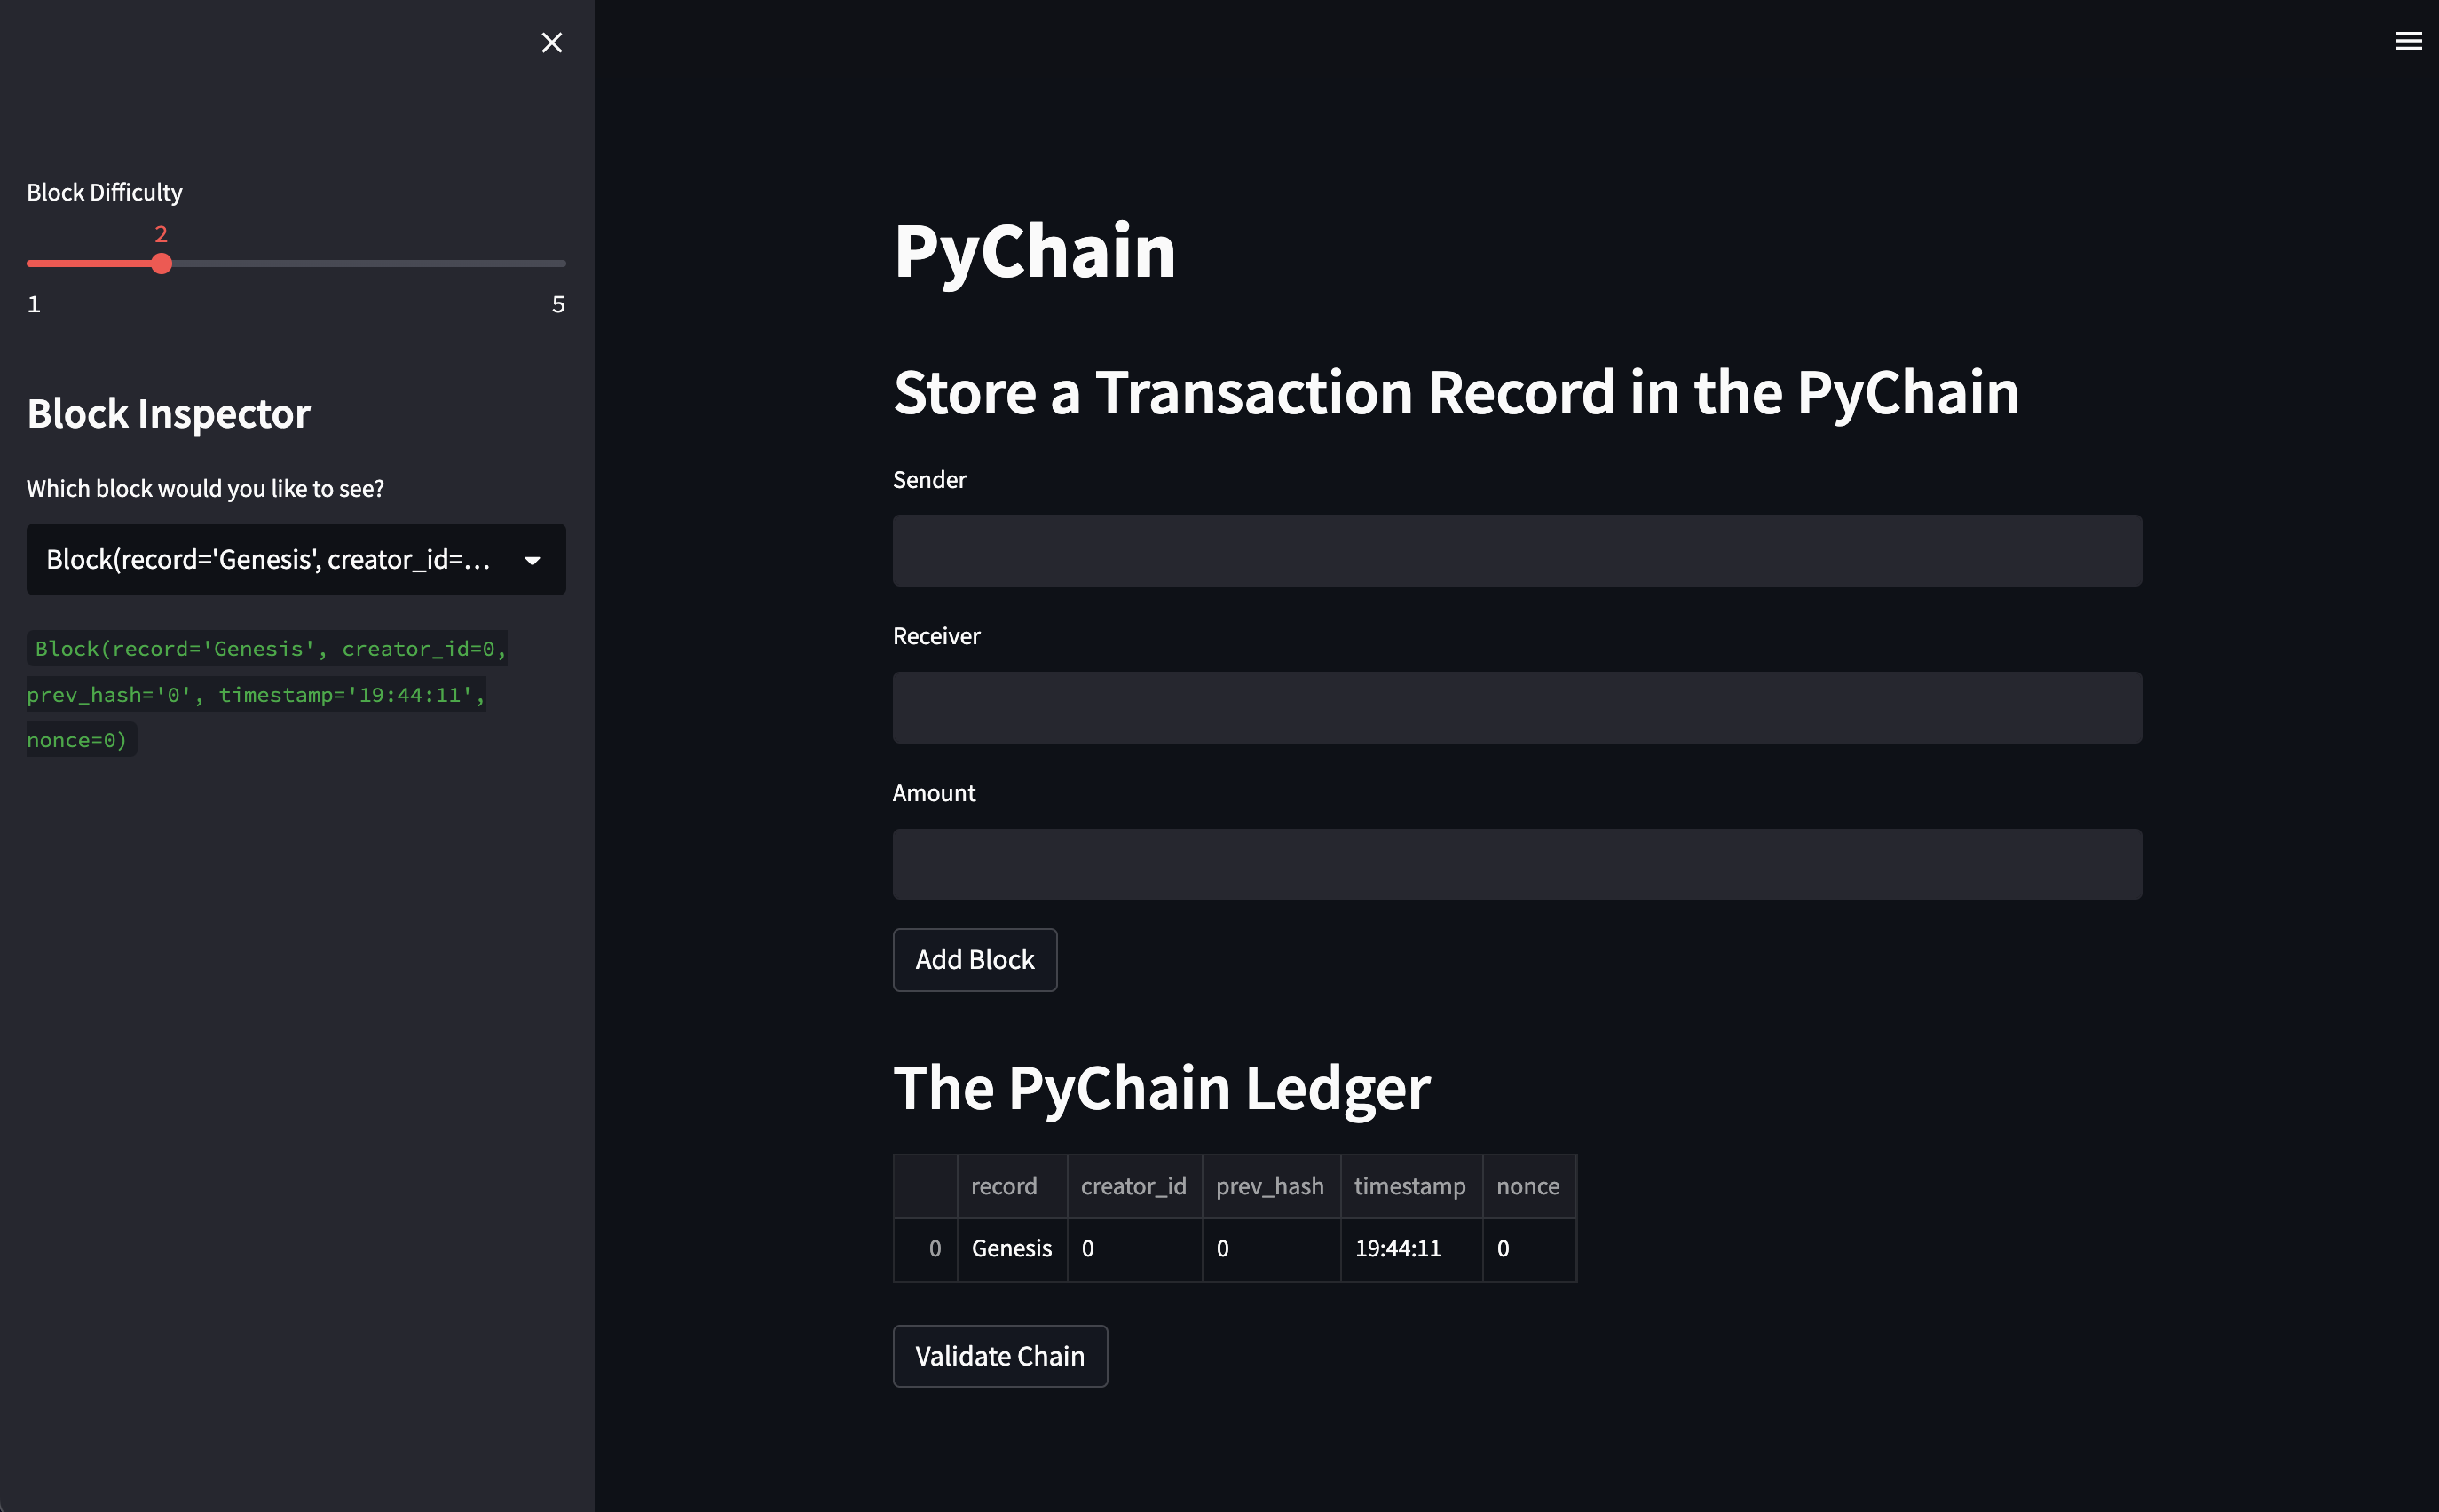 Block Difficulty
2
1 5
Block Inspector
Which block would you like to see?
Block(record='Genesis', creator_id=...
Block(record='Genesis', creator_id=0,
prev_hash='0', timestamp='19:44:11',
nonce=0)
PyChain
Store a Transaction Record in the PyChain
Sender
Receiver
Amount
Add Block
The PyChain Ledger
record creator_id prev_hash timestamp nonce
0 Genesis 0 0 19:44:11 0
Validate Chain